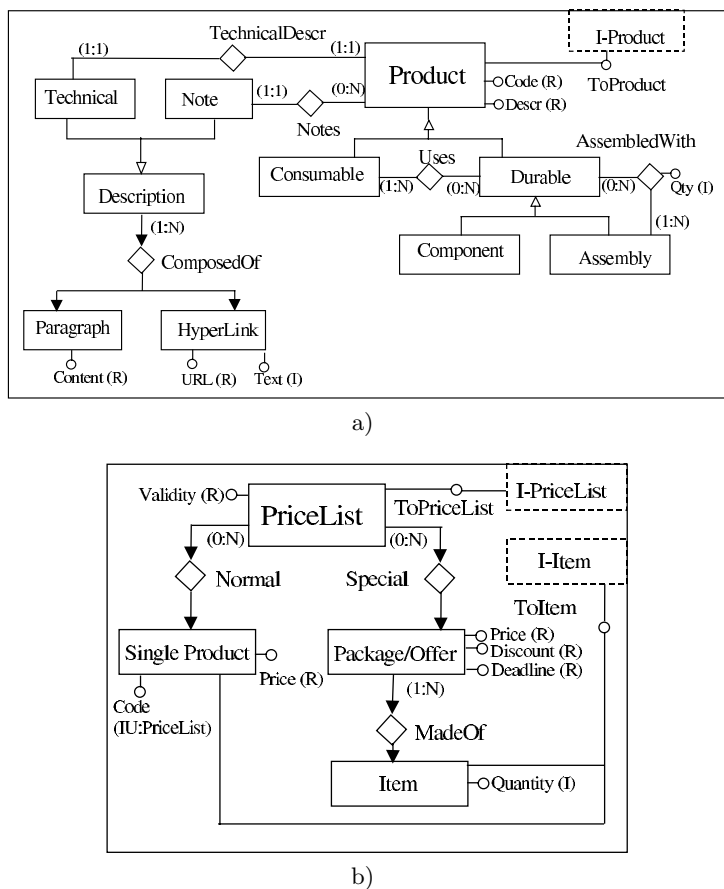 TechnicalDescr
(1:1)
(1:1)
I-Product
Product
ToProduct
Technical
Note
(1:1)
(0:N)
Code (R)
Descr (R)
Notes
AssembledWith
Uses
Consumable
(1:N)
(0:N)
Durable
(0:N)
Qty (I)
Description
(1:N)
(1:N)
Component
Assembly
ComposedOf
Paragraph
HyperLink
Content (R)
URL (R)
Text (I)
a)
Validity (R)
PriceList
ToPriceList
I-PriceList
(0:N)
(0:N)
I-Item
Normal
Special
ToItem
Single Product
Price (R)
Package/Offer
Price (R)
Discount (R)
Deadline (R)
Code
(IU:PriceList)
(1:N)
MadeOf
Item
Quantity (I)
b)